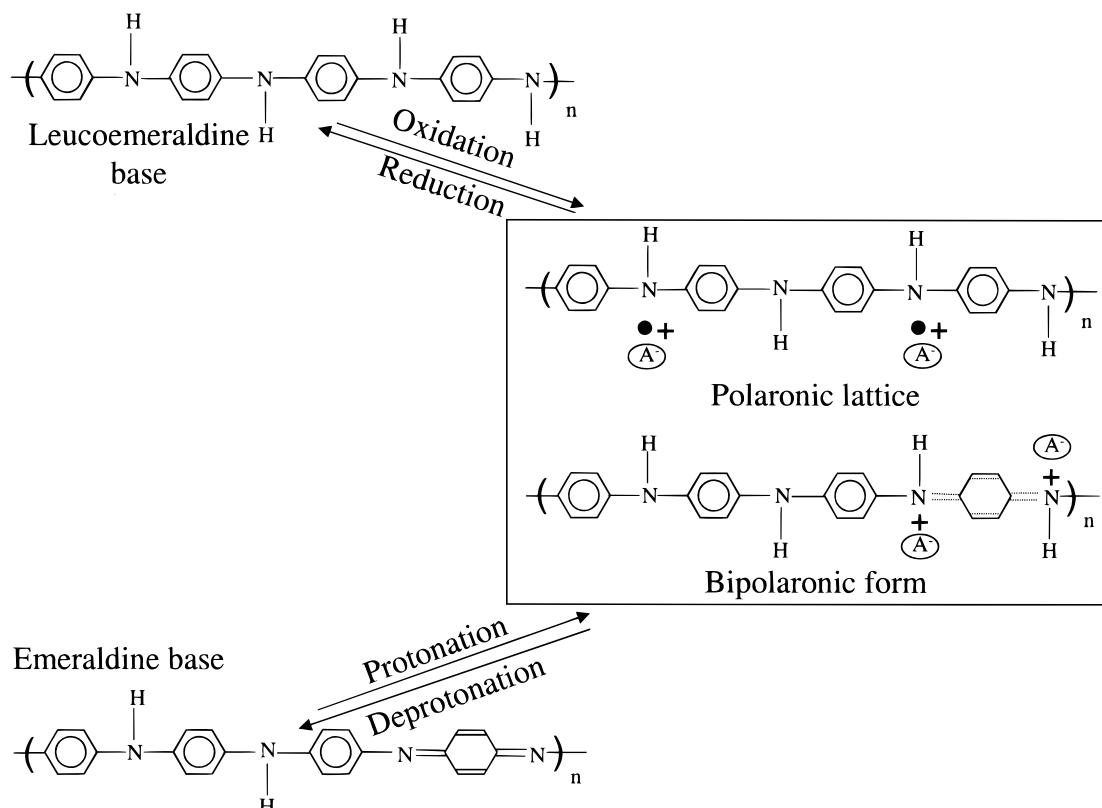 H
H
N
N
N
N
n
H
H
Leucoemeraldine
base
Oxidation
Reduction
H
H
N
N
N
N
n
+
+
H
H
A-
A-
Polaronic lattice
H
H
A-
+
N
N
N
N
n
+
H
H
A-
Bipolaronic form
Protonation
Deprotonation
Emeraldine base
H
N
N
N
N
n
H